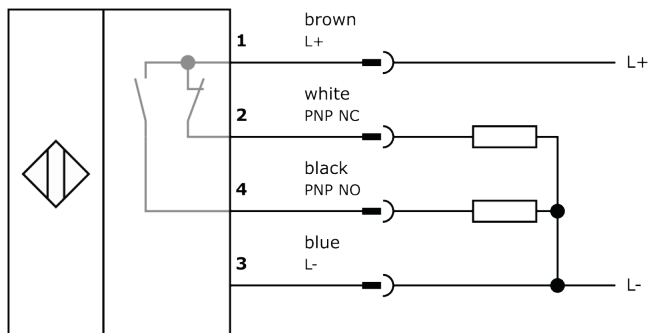 brown
1 L+ L+
white
2 PNP NC
black
4 PNP NO
blue
3 L- L-